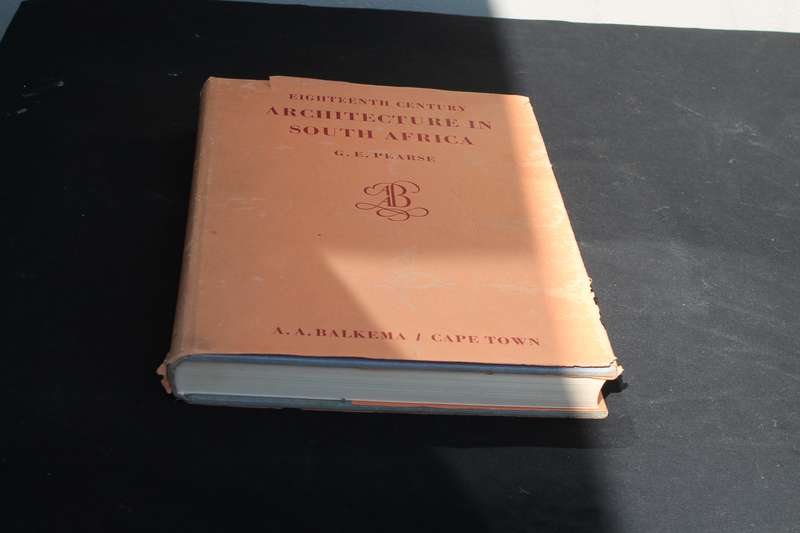 EIGHTEENTH CENTURY
ARCHITECTURE IN
SOUTH AFRICA
G. E. PEARSE
AB
A. A. BALKEMA / CAPE TOWN